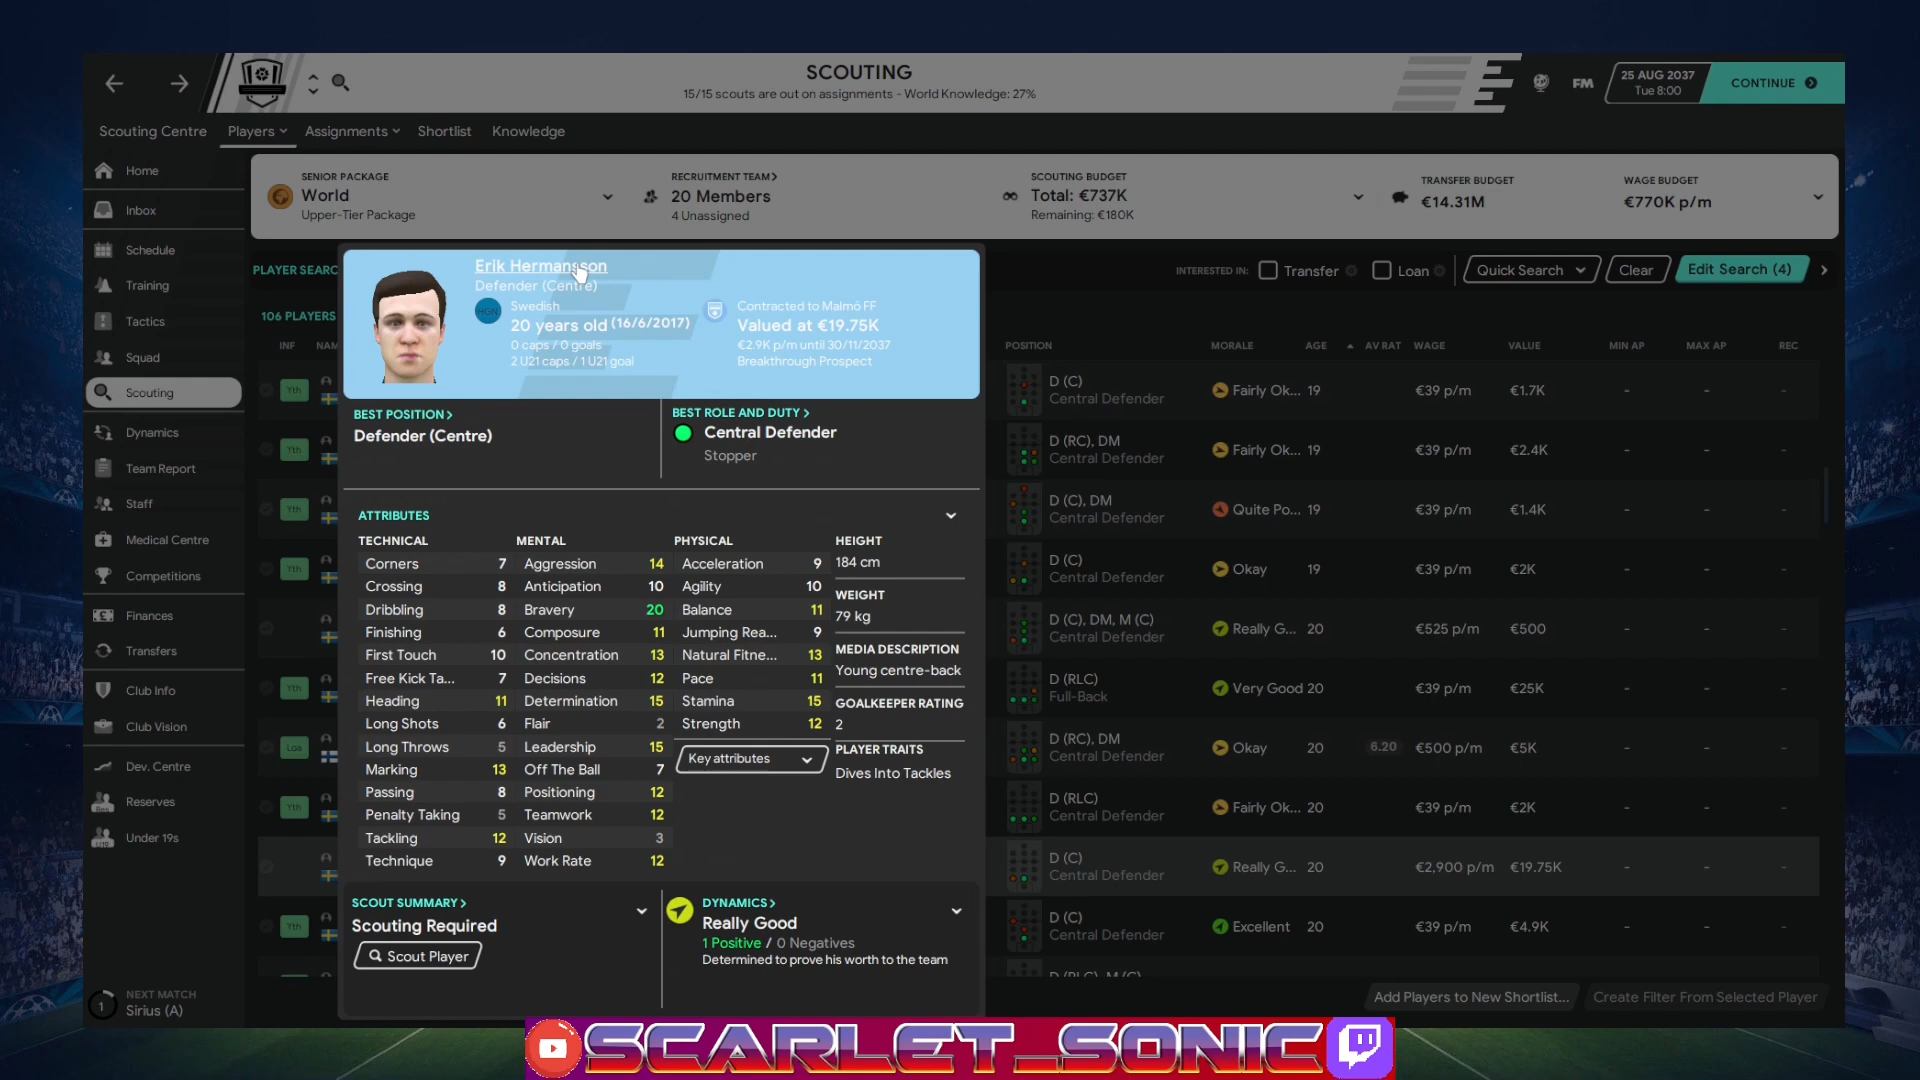 SCOUTING
15/15 scouts are out on assignments - World Knowledge: 27%
FM
25 AUG 2037
Tue 8:00
CONTINUE
Scouting Centre
Players
Assignments
Shortlist
Knowledge
Home
Inbox
Schedule
Training
Tactics
Squad
Scouting
Dynamics
Team Report
Staff
Medical Centre
Competitions
Finances
Transfers
Club Info
Club Vision
Dev. Centre
Reserves
Under 19s
1
NEXT MATCH
Sirius (A)
SENIOR PACKAGE
World
Upper-Tier Package
RECRUITMENT TEAM
20 Members
4 Unassigned
SCOUTING BUDGET
Total: €737K
Remaining: €180K
TRANSFER BUDGET
€14.31M
WAGE BUDGET
€770K p/m
PLAYER SEARC
INTERESTED IN:
Transfer
Loan
Quick Search
Clear
Edit Search (4)
106 PLAYERS
INF NAM
POSITION MORALE AGE AV RAT WAGE VALUE MIN AP MAX AP REC
Yth D (C) Central Defender Fairly Ok... 19 €39 p/m €1.7K - - -
Yth D (RC), DM Central Defender Fairly Ok... 19 €39 p/m €2.4K - - -
Yth D (C), DM Central Defender Quite Po... 19 €39 p/m €1.4K - - -
Yth D (C) Central Defender Okay 19 €39 p/m €2K - - -
D (C), DM, M (C) Central Defender Really G... 20 €525 p/m €500 - - -
Yth D (RLC) Full-Back Very Good 20 €39 p/m €25K - - -
Loa D (RC), DM Central Defender Okay 20 6.20 €500 p/m €5K - - -
Yth D (RLC) Central Defender Fairly Ok... 20 €39 p/m €2K - - -
D (C) Central Defender Really G... 20 €2,900 p/m €19.75K - - -
Yth D (C) Central Defender Excellent 20 €39 p/m €4.9K - - -
D (RLC), M (C)
Add Players to New Shortlist...
Create Filter From Selected Player
Erik Hermansson
Defender (Centre)
HGN
Swedish
20 years old (16/6/2017)
0 caps / 0 goals
2 U21 caps / 1 U21 goal
Contracted to Malmö FF
Valued at €19.75K
€2.9K p/m until 30/11/2037
Breakthrough Prospect
BEST POSITION
Defender (Centre)
BEST ROLE AND DUTY
Central Defender
Stopper
ATTRIBUTES
TECHNICAL
Corners 7
Crossing 8
Dribbling 8
Finishing 6
First Touch 10
Free Kick Ta... 7
Heading 11
Long Shots 6
Long Throws 5
Marking 13
Passing 8
Penalty Taking 5
Tackling 12
Technique 9
MENTAL
Aggression 14
Anticipation 10
Bravery 20
Composure 11
Concentration 13
Decisions 12
Determination 15
Flair 2
Leadership 15
Off The Ball 7
Positioning 12
Teamwork 12
Vision 3
Work Rate 12
PHYSICAL
Acceleration 9
Agility 10
Balance 11
Jumping Rea... 9
Natural Fitne... 13
Pace 11
Stamina 15
Strength 12
Key attributes
HEIGHT
184 cm
WEIGHT
79 kg
MEDIA DESCRIPTION
Young centre-back
GOALKEEPER RATING
2
PLAYER TRAITS
Dives Into Tackles
SCOUT SUMMARY
Scouting Required
Scout Player
DYNAMICS
Really Good
1 Positive / 0 Negatives
Determined to prove his worth to the team
SCARLET_SONIC